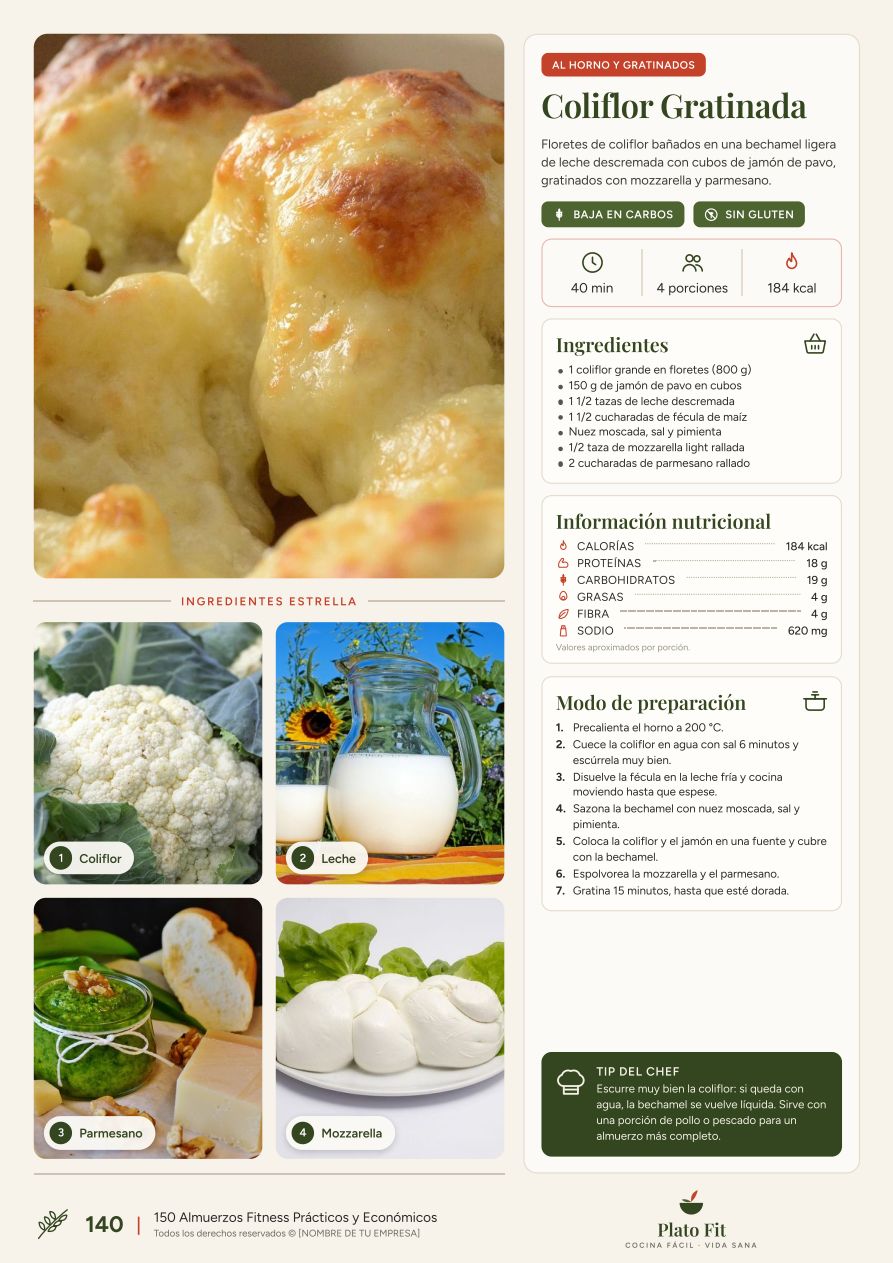 AL HORNO Y GRATINADOS
Coliflor Gratinada
Floretes de coliflor bañados en una bechamel ligera
de leche descremada con cubos de jamón de pavo,
gratinados con mozzarella y parmesano.
BAJA EN CARBOS
SIN GLUTEN
40 min
4 porciones
184 kcal
Ingredientes
• 1 coliflor grande en floretes (800 g)
• 150 g de jamón de pavo en cubos
• 1 1/2 tazas de leche descremada
• 1 1/2 cucharadas de fécula de maíz
• Nuez moscada, sal y pimienta
• 1/2 taza de mozzarella light rallada
• 2 cucharadas de parmesano rallado
Información nutricional
CALORÍAS 184 kcal
PROTEÍNAS 18 g
CARBOHIDRATOS 19 g
GRASAS 4 g
FIBRA 4 g
SODIO 620 mg
Valores aproximados por porción.
Modo de preparación
1. Precalienta el horno a 200 °C.
2. Cuece la coliflor en agua con sal 6 minutos y
escúrrela muy bien.
3. Disuelve la fécula en la leche fría y cocina
moviendo hasta que espese.
4. Sazona la bechamel con nuez moscada, sal y
pimienta.
5. Coloca la coliflor y el jamón en una fuente y cubre
con la bechamel.
6. Espolvorea la mozzarella y el parmesano.
7. Gratina 15 minutos, hasta que esté dorada.
TIP DEL CHEF
Escurre muy bien la coliflor: si queda con
agua, la bechamel se vuelve líquida. Sirve con
una porción de pollo o pescado para un
almuerzo más completo.
INGREDIENTES ESTRELLA
1 Coliflor
2 Leche
3 Parmesano
4 Mozzarella
140
150 Almuerzos Fitness Prácticos y Económicos
Todos los derechos reservados © [NOMBRE DE TU EMPRESA]
Plato Fit
COCINA FÁCIL · VIDA SANA